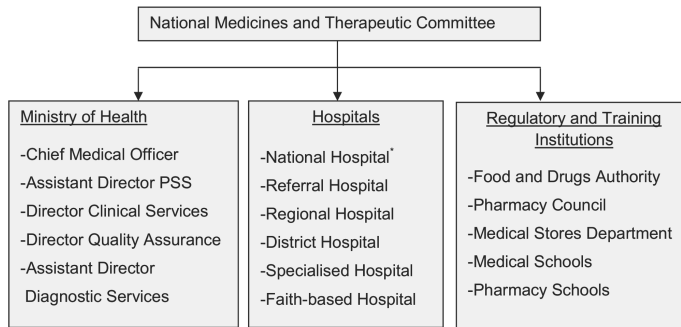 National Medicines and Therapeutic Committee
Ministry of Health
-Chief Medical Officer
-Assistant Director PSS
-Director Clinical Services
-Director Quality Assurance
-Assistant Director
Diagnostic Services
Hospitals
-National Hospital*
-Referral Hospital
-Regional Hospital
-District Hospital
-Specialised Hospital
-Faith-based Hospital
Regulatory and Training
Institutions
-Food and Drugs Authority
-Pharmacy Council
-Medical Stores Department
-Medical Schools
-Pharmacy Schools